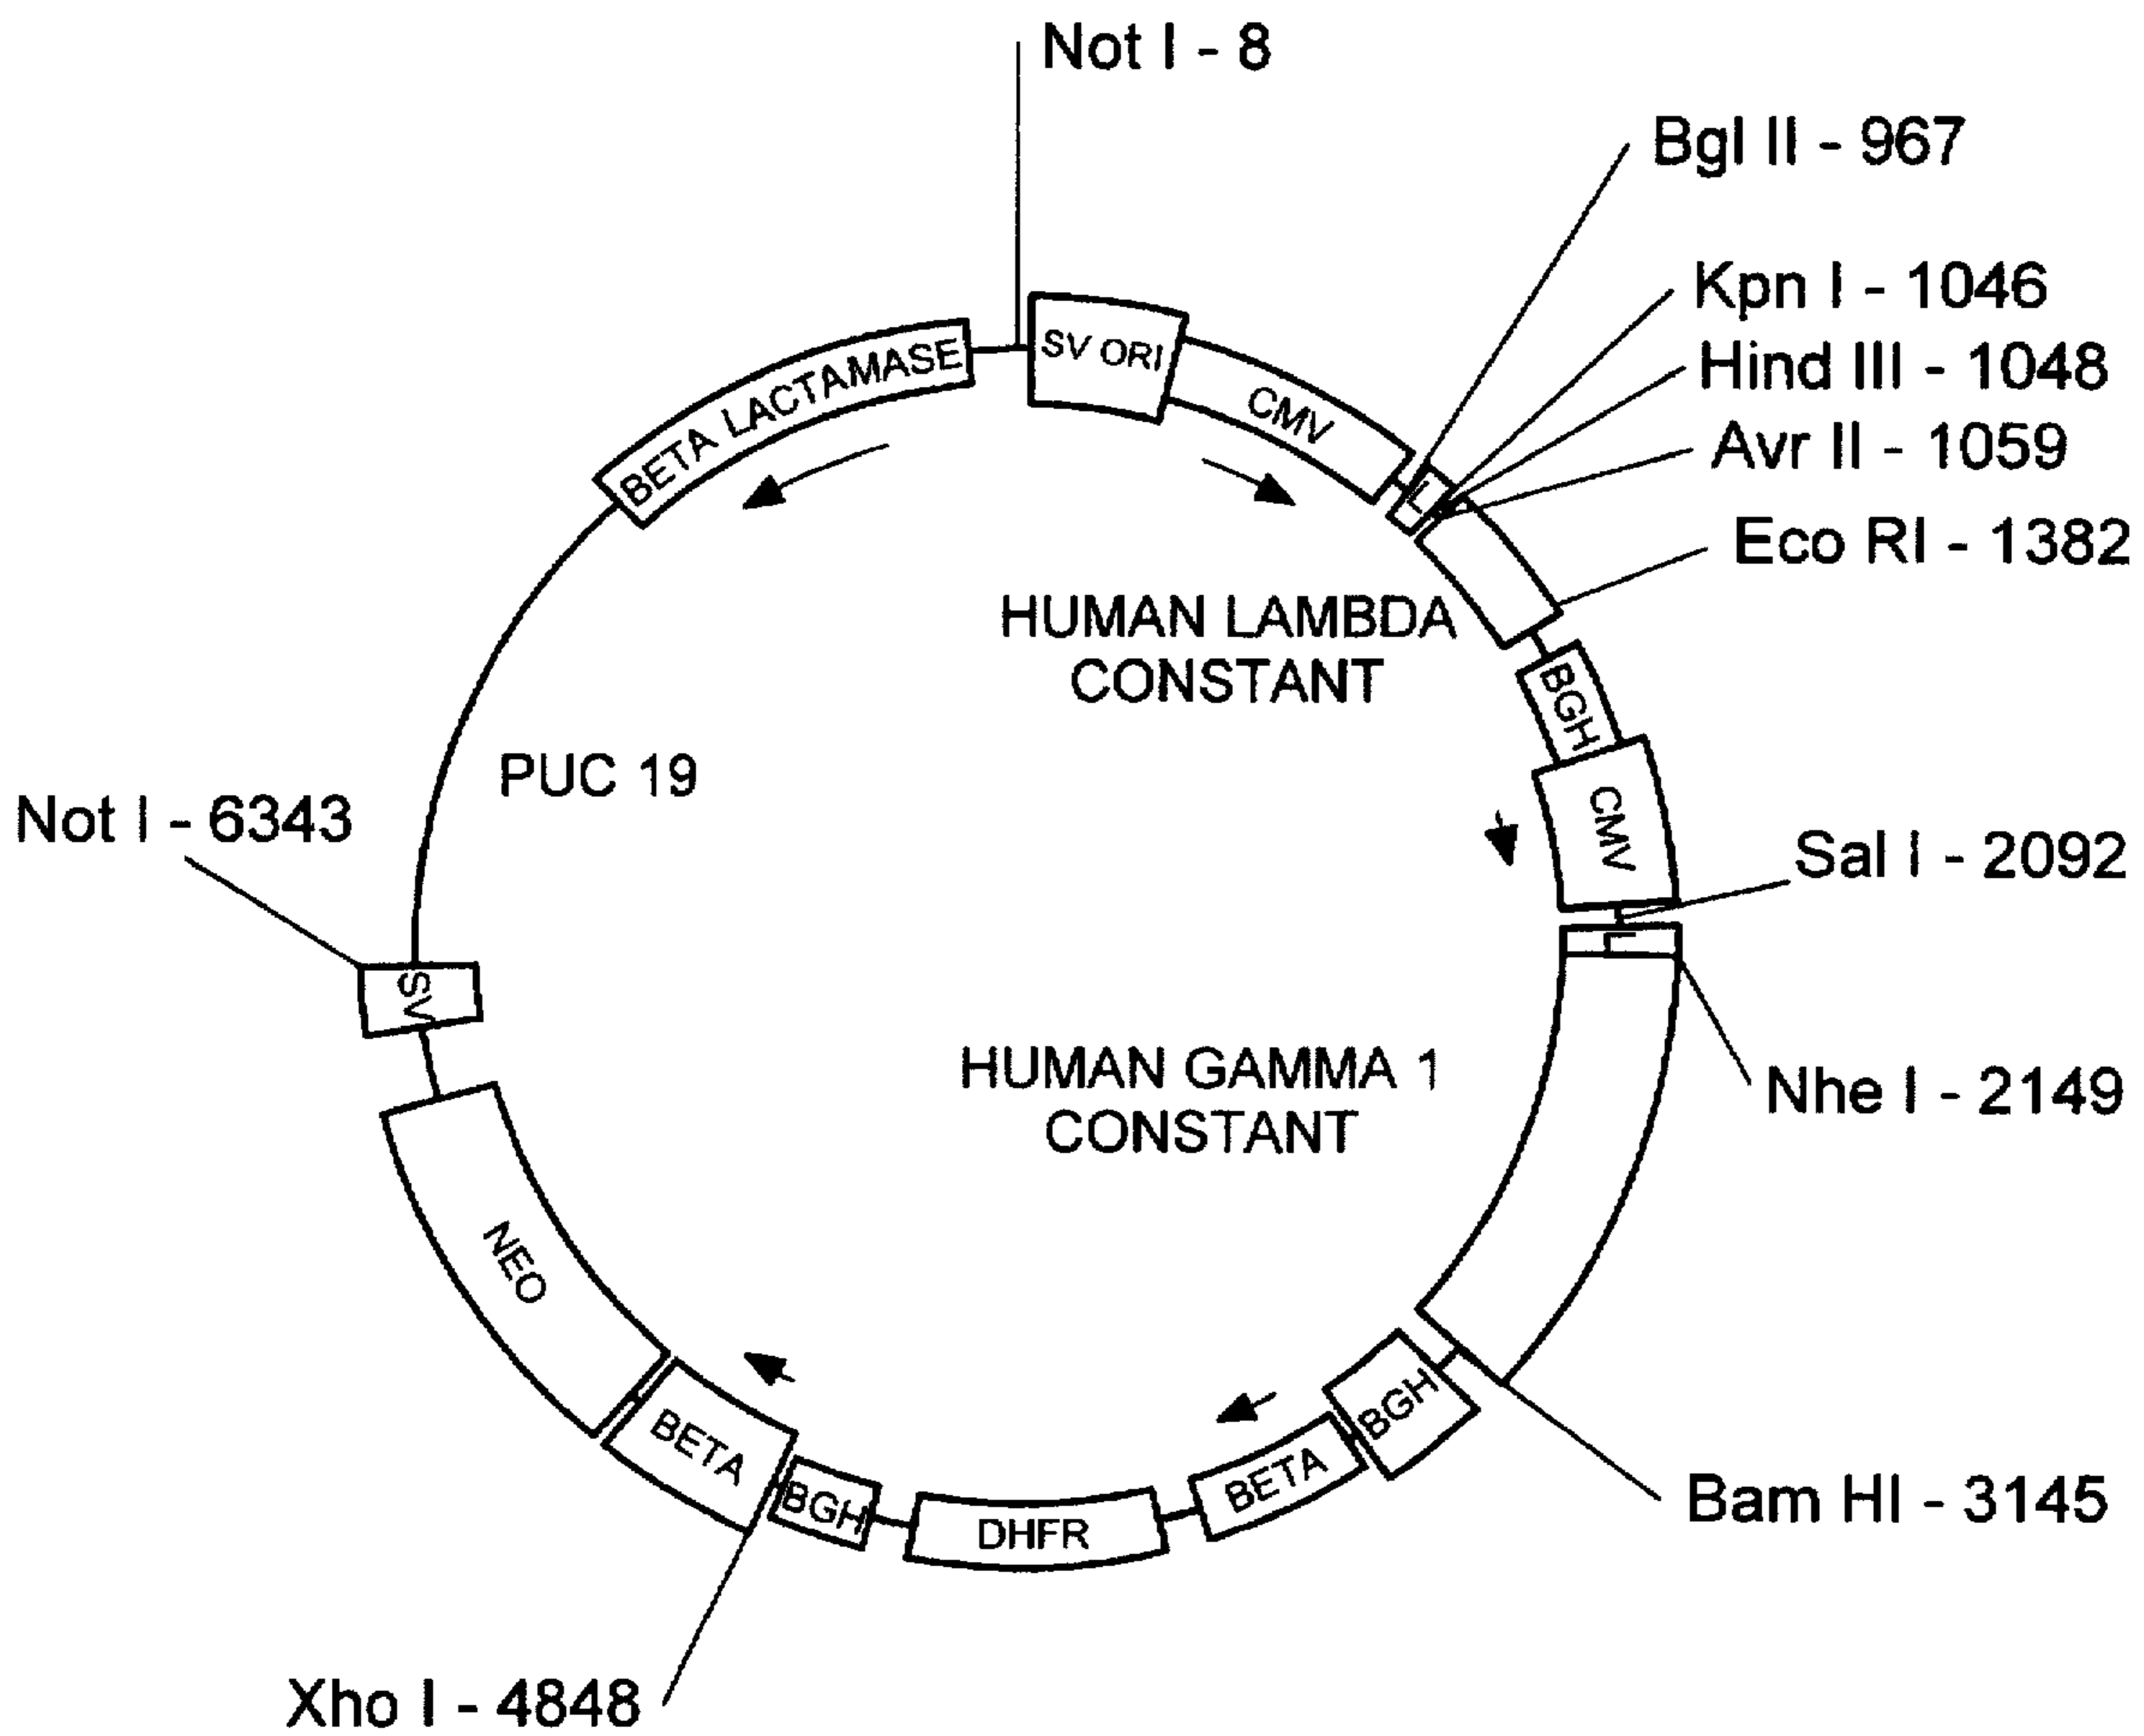 Not I - 8
Bgl II - 967
Kpn I - 1046
Hind III - 1048
Avr II - 1059
Eco RI - 1382
SV ORI
CMV
BETA LACTAMASE
L
HUMAN LAMBDA
CONSTANT
BGH
PUC 19
CMV
Not I - 6343
Sal I - 2092
L
SV
HUMAN GAMMA 1
CONSTANT
Nhe I - 2149
NEO
BGH
BETA
BETA
BGH
DHFR
Bam HI - 3145
Xho I - 4848